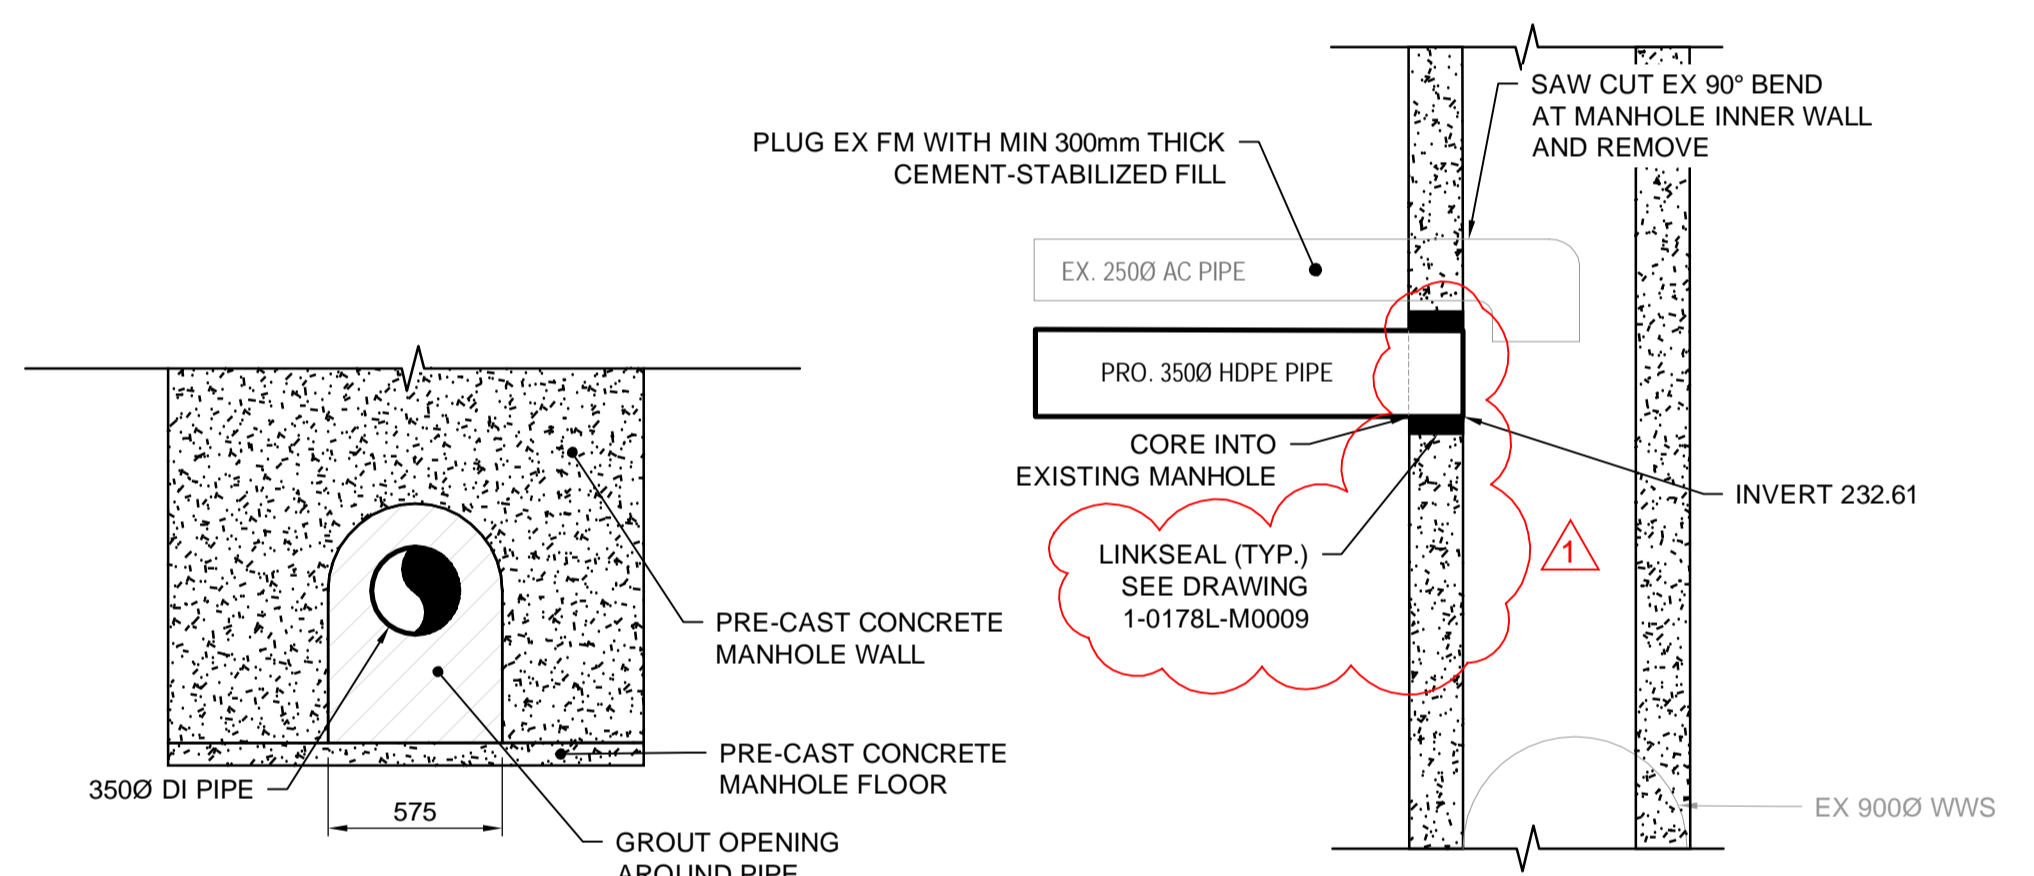 SAW CUT EX 90° BEND
AT MANHOLE INNER WALL
AND REMOVE
PLUG EX FM WITH MIN 300mm THICK
CEMENT-STABILIZED FILL
EX. 250Ø AC PIPE
PRO. 350Ø HDPE PIPE
CORE INTO
EXISTING MANHOLE
INVERT 232.61
LINKSEAL (TYP.)
SEE DRAWING
1-0178L-M0009
1
PRE-CAST CONCRETE
MANHOLE WALL
PRE-CAST CONCRETE
MANHOLE FLOOR
350Ø DI PIPE
575
GROUT OPENING
AROUND PIPE
EX 900Ø WWS